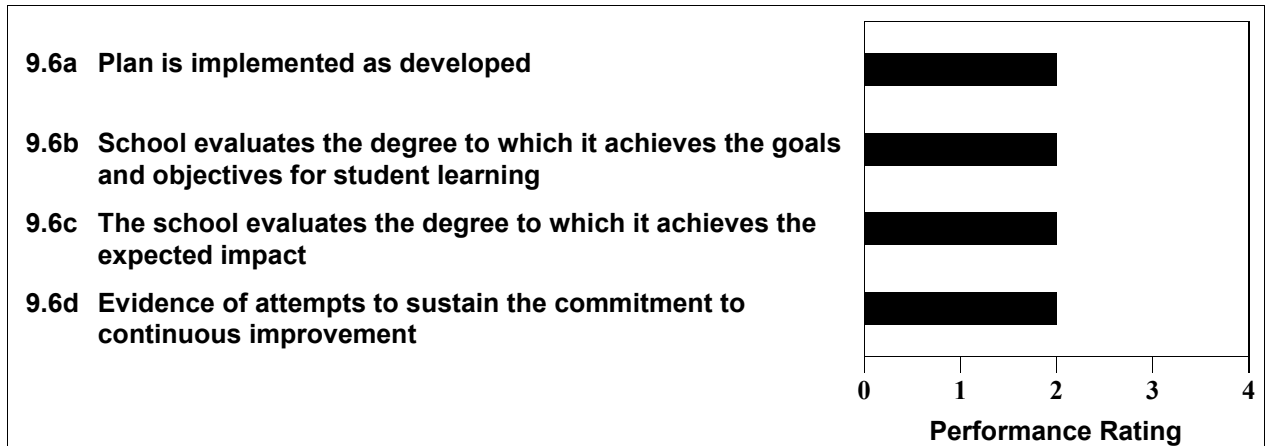 9.6a Plan is implemented as developed
9.6b School evaluates the degree to which it achieves the goals
and objectives for student learning
9.6c The school evaluates the degree to which it achieves the
expected impact
9.6d Evidence of attempts to sustain the commitment to
continuous improvement
0 1 2 3 4
Performance Rating